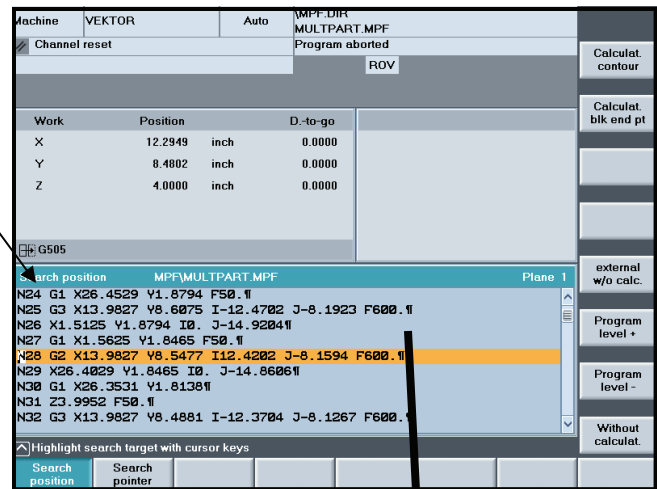 Machine VEKTOR Auto \MPF.DIR
MULTPART.MPF
Channel reset Program aborted
ROV
Calculat.
contour
Calculat.
blk end pt
Work Position D.-to-go
X 12.2949 inch 0.0000
Y 8.4802 inch 0.0000
Z 4.0000 inch 0.0000
G505
Search position MPF\MULTPART.MPF Plane 1
N24 G1 X26.4529 Y1.8794 F50.¶
N25 G3 X13.9827 Y8.6075 I-12.4702 J-8.1923 F600.¶
N26 X1.5125 Y1.8794 I0. J-14.9204¶
N27 G1 X1.5625 Y1.8465 F50.¶
N28 G2 X13.9827 Y8.5477 I12.4202 J-8.1594 F600.¶
N29 X26.4029 Y1.8465 I0. J-14.8606¶
N30 G1 X26.3531 Y1.8138¶
N31 Z3.9952 F50.¶
N32 G3 X13.9827 Y8.4881 I-12.3704 J-8.1267 F600.¶
external
w/o calc.
Program
level +
Program
level -
Without
calculat.
Highlight search target with cursor keys
Search
position
Search
pointer